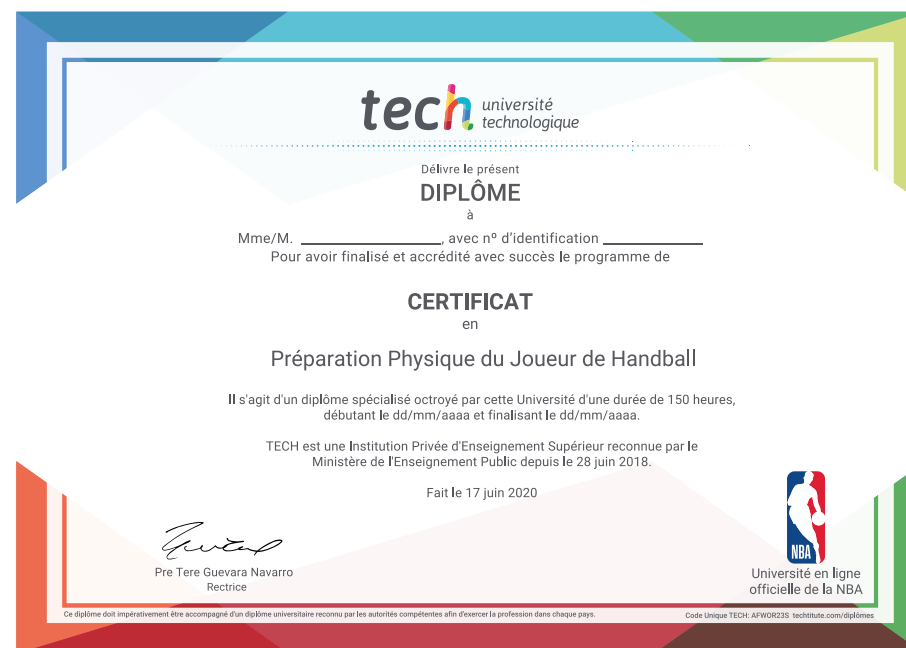 tech université
technologique
Délivre le présent
DIPLÔME
à
Mme/M. ____________________, avec nº d'identification ______________
Pour avoir finalisé et accrédité avec succès le programme de
CERTIFICAT
en
Préparation Physique du Joueur de Handball
Il s'agit d'un diplôme spécialisé octroyé par cette Université d'une durée de 150 heures,
débutant le dd/mm/aaaa et finalisant le dd/mm/aaaa.
TECH est une Institution Privée d'Enseignement Supérieur reconnue par le
Ministère de l'Enseignement Public depuis le 28 juin 2018.
Fait le 17 juin 2020
Pre Tere Guevara Navarro
Rectrice
NBA
Université en ligne
officielle de la NBA
Ce diplôme doit impérativement être accompagné d'un diplôme universitaire reconnu par les autorités compétentes afin d'exercer la profession dans chaque pays.
Code Unique TECH: AFWOR23S techtitute.com/diplômes